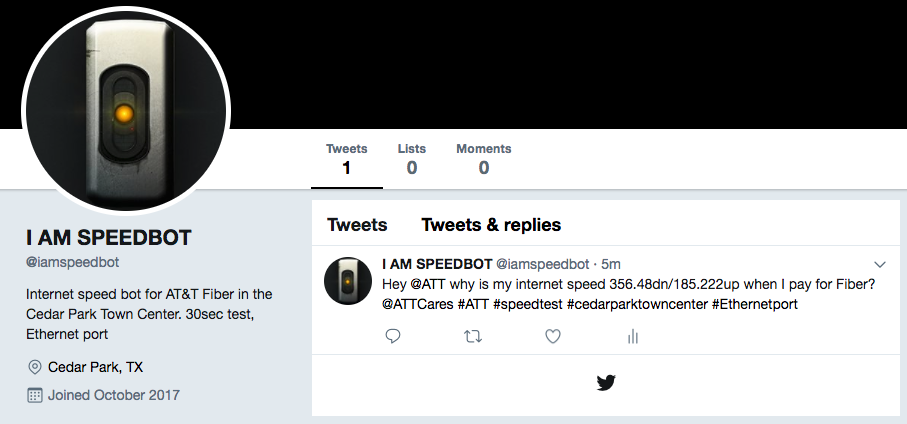 Tweets Lists Moments
1 0 0
I AM SPEEDBOT
@iamspeedbot
Internet speed bot for AT&T Fiber in the
Cedar Park Town Center. 30sec test,
Ethernet port
Cedar Park, TX
Joined October 2017
Tweets Tweets & replies
I AM SPEEDBOT @iamspeedbot · 5m
Hey @ATT why is my internet speed 356.48dn/185.222up when I pay for Fiber?
@ATTCares #ATT #speedtest #cedarparktowncenter #Ethernetport